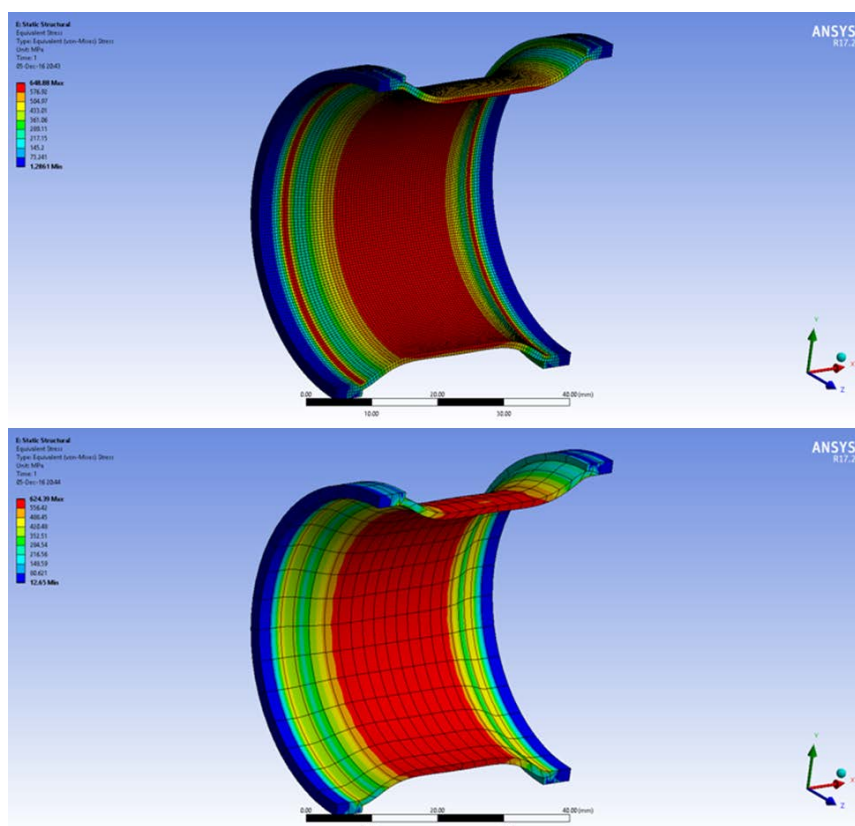 E: Static Structural
Equivalent Stress
Type: Equivalent (von-Mises) Stress
Unit: MPa
Time: 1
05-Dec-16 20:43
648.88 Max
576.92
504.97
433.01
361.06
289.11
217.15
145.2
73.241
1.2861 Min
ANSYS
R17.2
Y
X
Z
0.00
20.00
40.00 (mm)
10.00
30.00
E: Static Structural
Equivalent Stress
Type: Equivalent (von-Mises) Stress
Unit: MPa
Time: 1
05-Dec-16 20:44
624.39 Max
556.42
488.45
420.49
352.51
284.54
216.56
148.59
80.621
12.65 Min
ANSYS
R17.2
Y
X
Z
0.00
20.00
40.00 (mm)
10.00
30.00